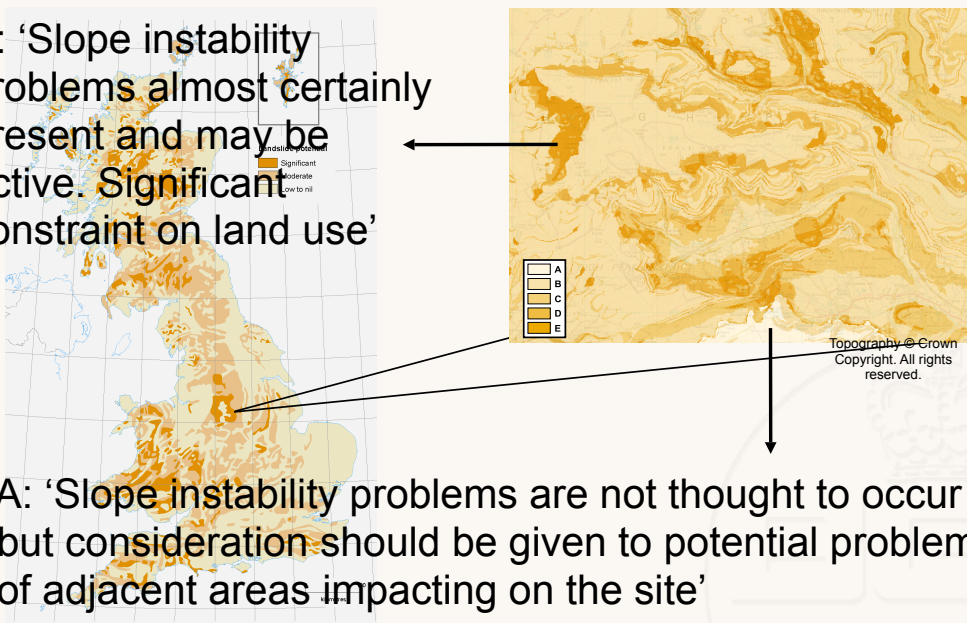 : ‘Slope instability
roblems almost certainly
resent and may be
ctive. Significant
onstraint on land use’
Landslide potential
Significant
Moderate
Low to nil
A
B
C
D
E
Topography © Crown
Copyright. All rights
reserved.
A: ‘Slope instability problems are not thought to occur
but consideration should be given to potential problem
of adjacent areas impacting on the site’
kilometres